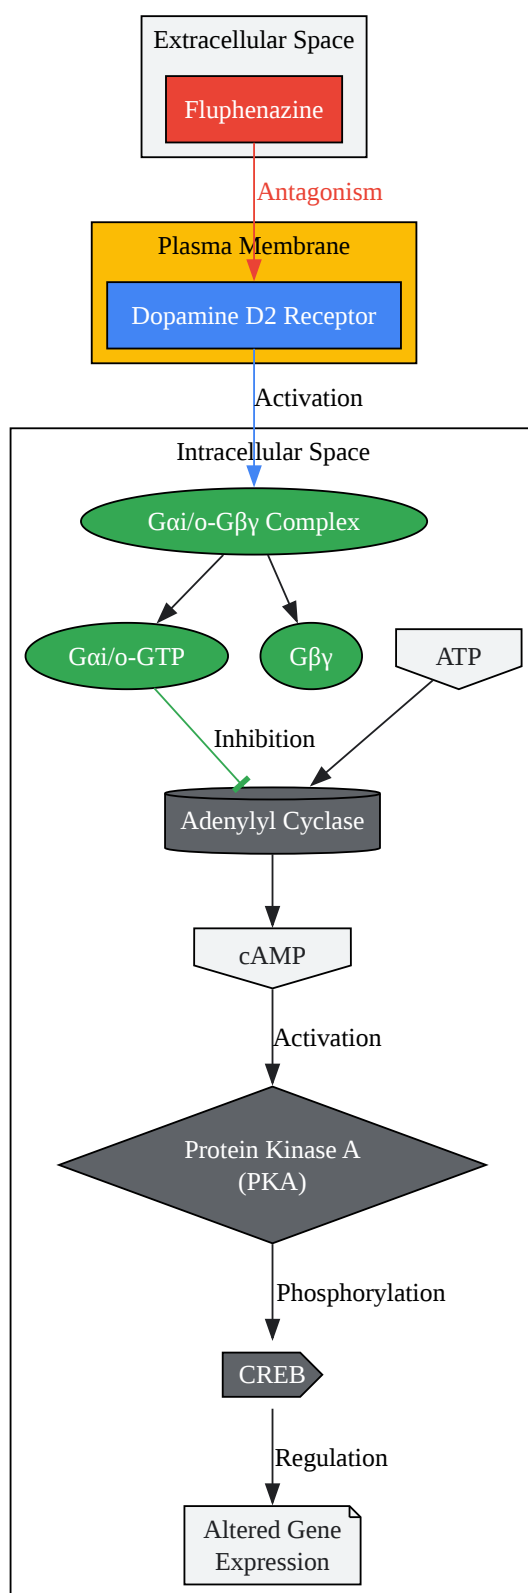 Extracellular Space
Fluphenazine
Antagonism
Plasma Membrane
Dopamine D2 Receptor
Activation
Intracellular Space
Gαi/o-Gβγ Complex
Gαi/o-GTP
Gβγ
ATP
Inhibition
Adenylyl Cyclase
cAMP
Activation
Protein Kinase A
(PKA)
Phosphorylation
CREB
Regulation
Altered Gene
Expression